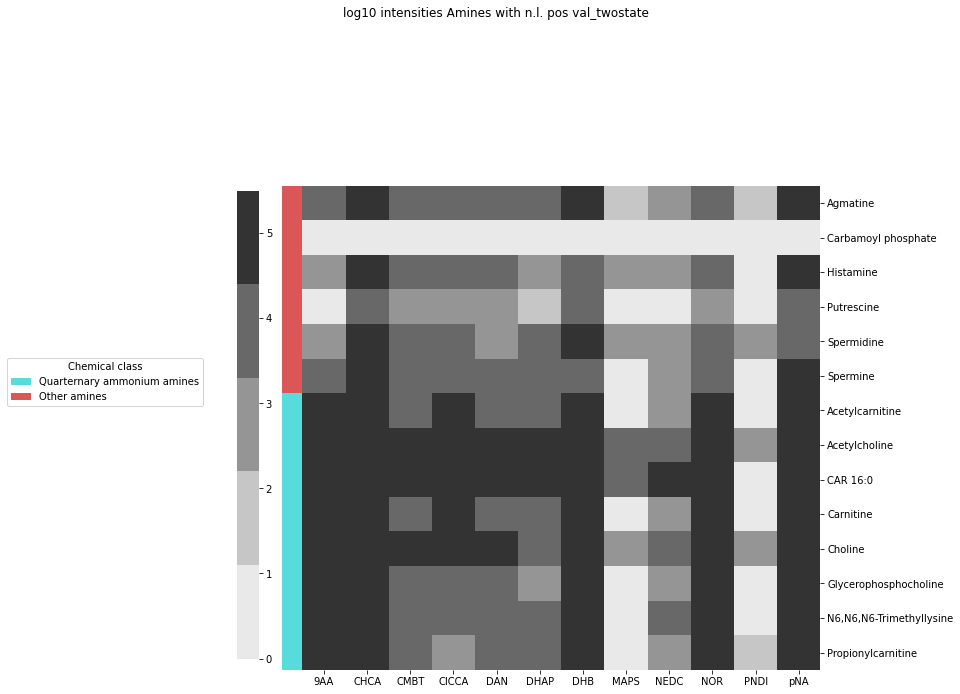 log10 intensities Amines with n.l. pos val_twostate
5
4
3
2
1
0
Chemical class
Quarternary ammonium amines
Other amines
Agmatine
Carbamoyl phosphate
Histamine
Putrescine
Spermidine
Spermine
Acetylcarnitine
Acetylcholine
CAR 16:0
Carnitine
Choline
Glycerophosphocholine
N6,N6,N6-Trimethyllysine
Propionylcarnitine
9AA CHCA CMBT ClCCA DAN DHAP DHB MAPS NEDC NOR PNDI pNA